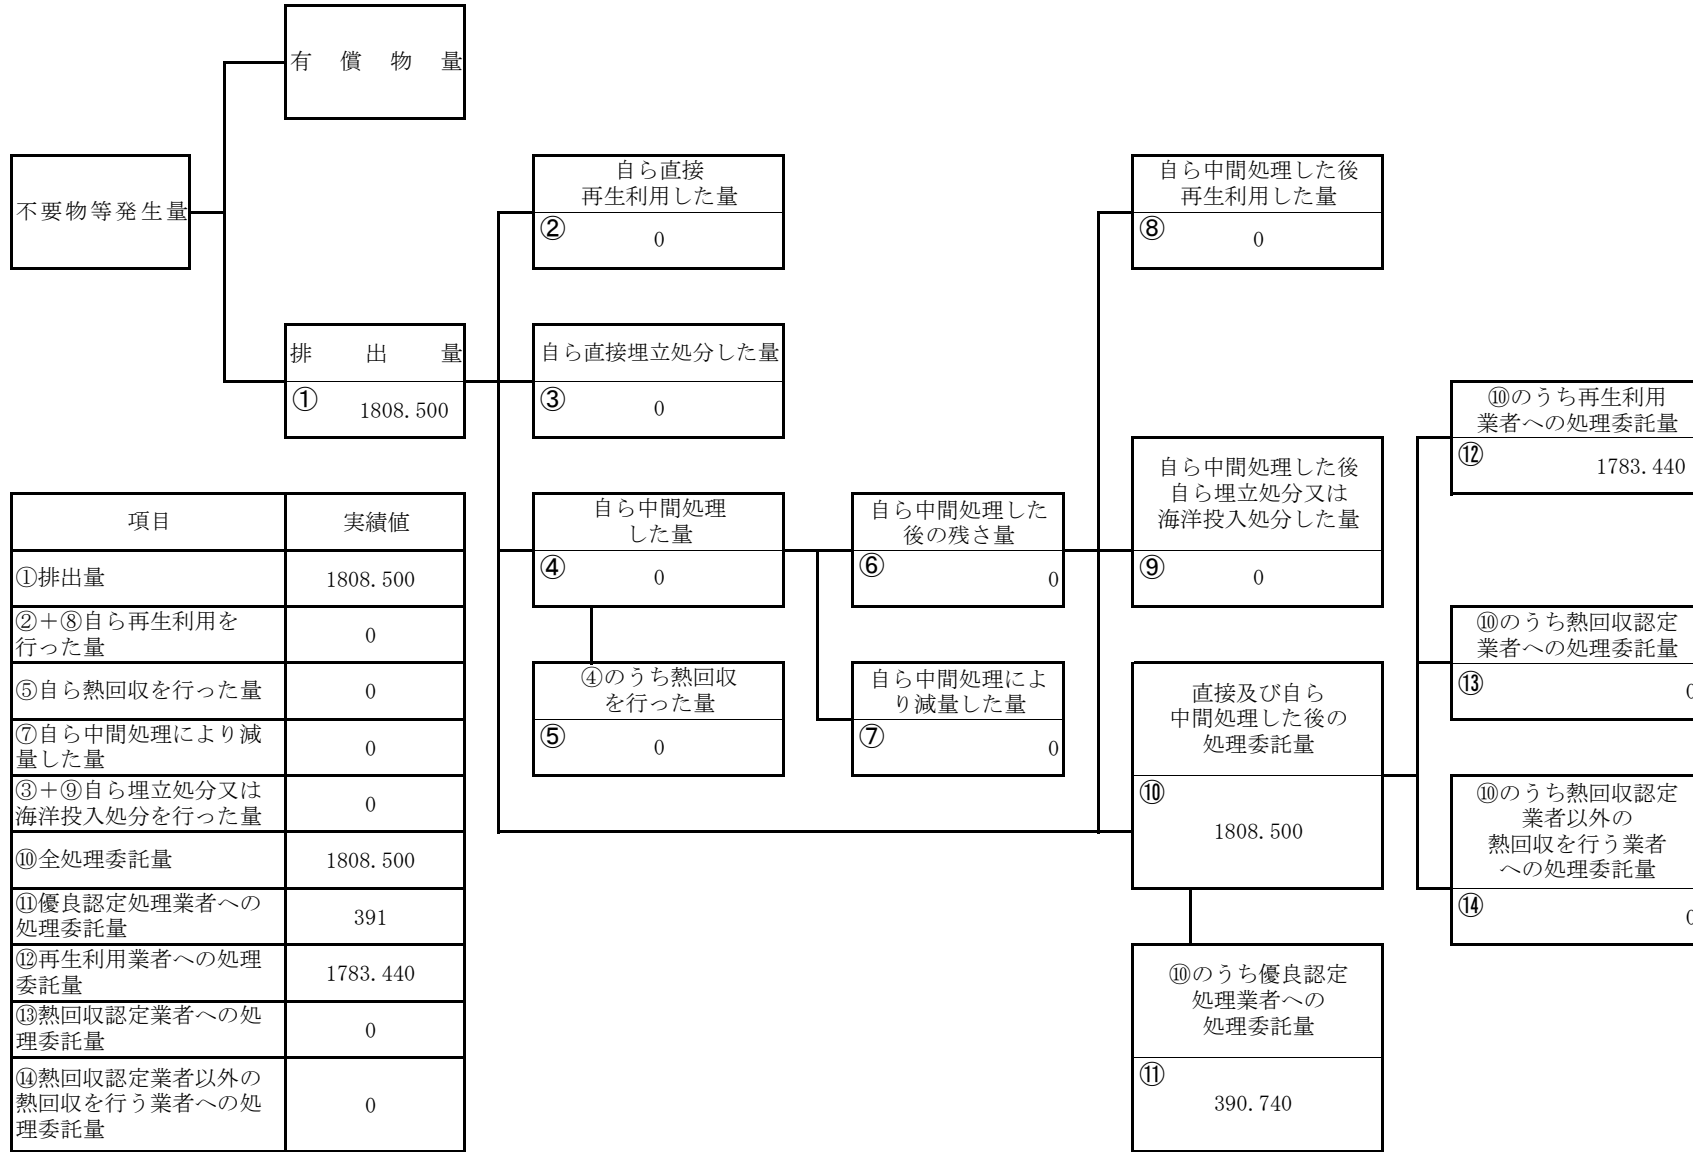 有償物量
不要物等発生量
自ら直接
再生利用した量
② 0
自ら中間処理した後
再生利用した量
⑧ 0
排出量
① 1808.500
自ら直接埋立処分した量
③ 0
⑩のうち再生利用
業者への処理委託量
⑫ 1783.440
自ら中間処理
した量
④ 0
自ら中間処理した
後の残さ量
⑥ 0
自ら中間処理した後
自ら埋立処分又は
海洋投入処分した量
⑨ 0
④のうち熱回収
を行った量
⑤ 0
自ら中間処理によ
り減量した量
⑦ 0
直接及び自ら
中間処理した後の
処理委託量
⑩
1808.500
⑩のうち熱回収認定
業者への処理委託量
⑬ 0
⑩のうち熱回収認定
業者以外の
熱回収を行う業者
への処理委託量
⑭ 0
⑩のうち優良認定
処理業者への
処理委託量
⑪
390.740
項目 実績値
①排出量 1808.500
②＋⑧自ら再生利用を
行った量 0
⑤自ら熱回収を行った量 0
⑦自ら中間処理により減
量した量 0
③＋⑨自ら埋立処分又は
海洋投入処分を行った量 0
⑩全処理委託量 1808.500
⑪優良認定処理業者への
処理委託量 391
⑫再生利用業者への処理
委託量 1783.440
⑬熱回収認定業者への処
理委託量 0
⑭熱回収認定業者以外の
熱回収を行う業者への処
理委託量 0